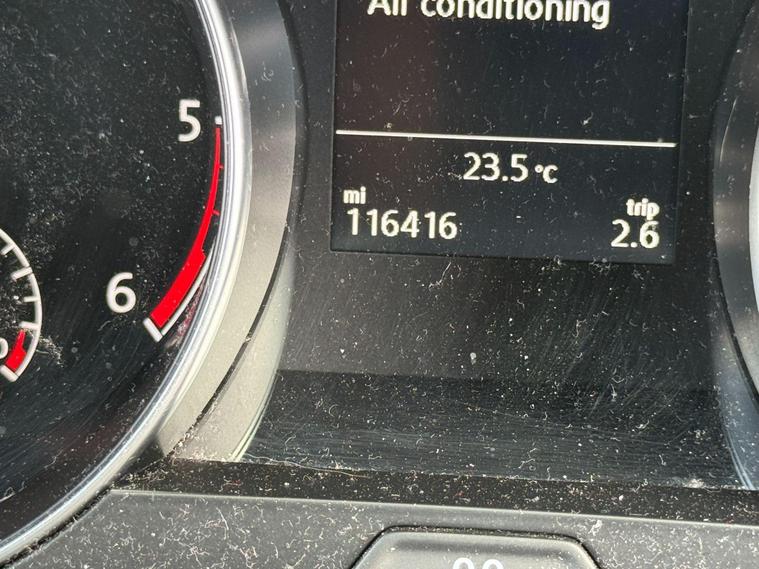 Air conditioning
5
23.5 °C
mi
trip
116416
2.6
6